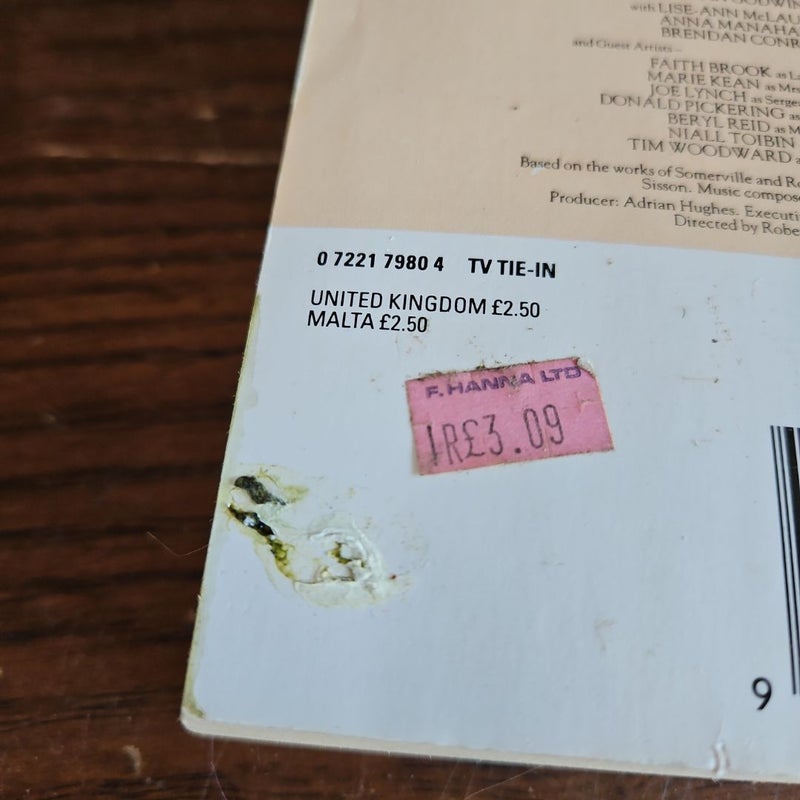 with LISE-ANN McLAU
ANNA MANAHA
BRENDAN CONR
and Guest Artists –
FAITH BROOK as La
MARIE KEAN as Mrs
JOE LYNCH as Serge
DONALD PICKERING as
BERYL REID as M
NIALL TOIBIN
TIM WOODWARD a
Based on the works of Somerville and Ro
Sisson. Music compose
Producer: Adrian Hughes. Executi
Directed by Robe
0 7221 7980 4 TV TIE-IN
UNITED KINGDOM £2.50
MALTA £2.50
F. HANNA LTD
IR£3.09
9